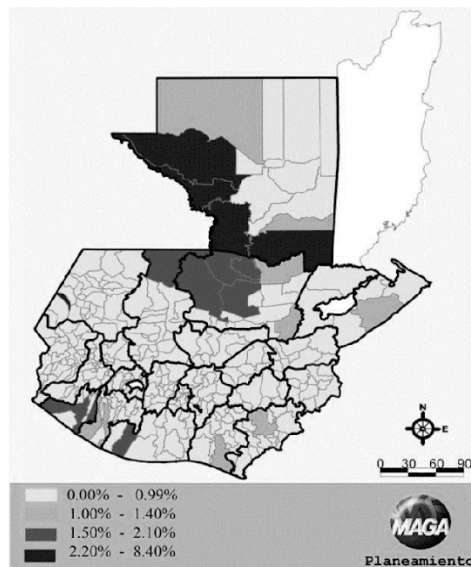 N
E
0 30 60 90
0.00% - 0.99%
1.00% - 1.40%
1.50% - 2.10%
2.20% - 8.40%
MAGA
Planeamiento